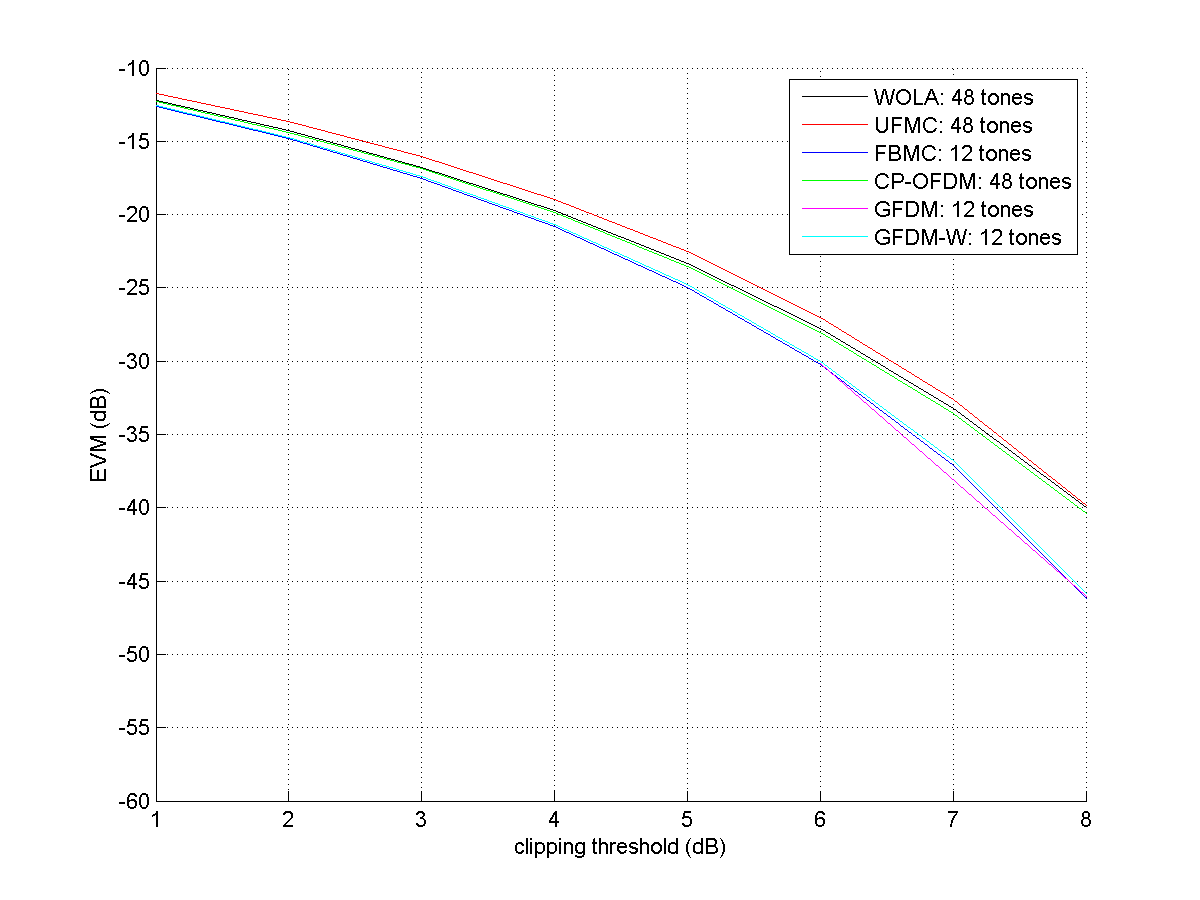 -10
-15
-20
-25
-30
-35
-40
-45
-50
-55
-60
EVM (dB)
WOLA: 48 tones
UFMC: 48 tones
FBMC: 12 tones
CP-OFDM: 48 tones
GFDM: 12 tones
GFDM-W: 12 tones
1 2 3 4 5 6 7 8
clipping threshold (dB)